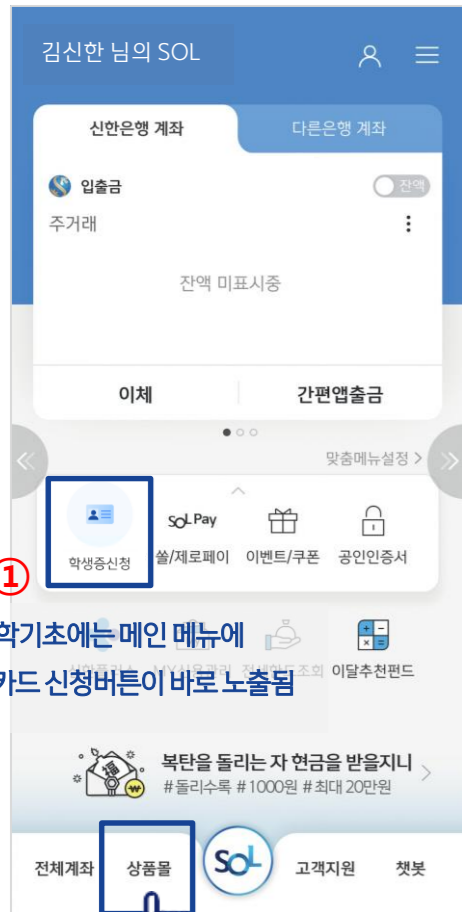 김신한 님의 SOL
신한은행 계좌
다른은행 계좌
입출금
잔액
주거래
잔액 미표시중
이체
간편앱출금
맞춤메뉴설정 >
학생증신청
SOL Pay
쏠/제로페이
이벤트/쿠폰
공인인증서
①
학기초에는 메인 메뉴에
카드 신청버튼이 바로 노출됨
이달추천펀드
복탄을 돌리는 자 현금을 받을지니
#돌리수록 #1000원 #최대 20만원
전체계좌
상품몰
SOL
고객지원
챗봇